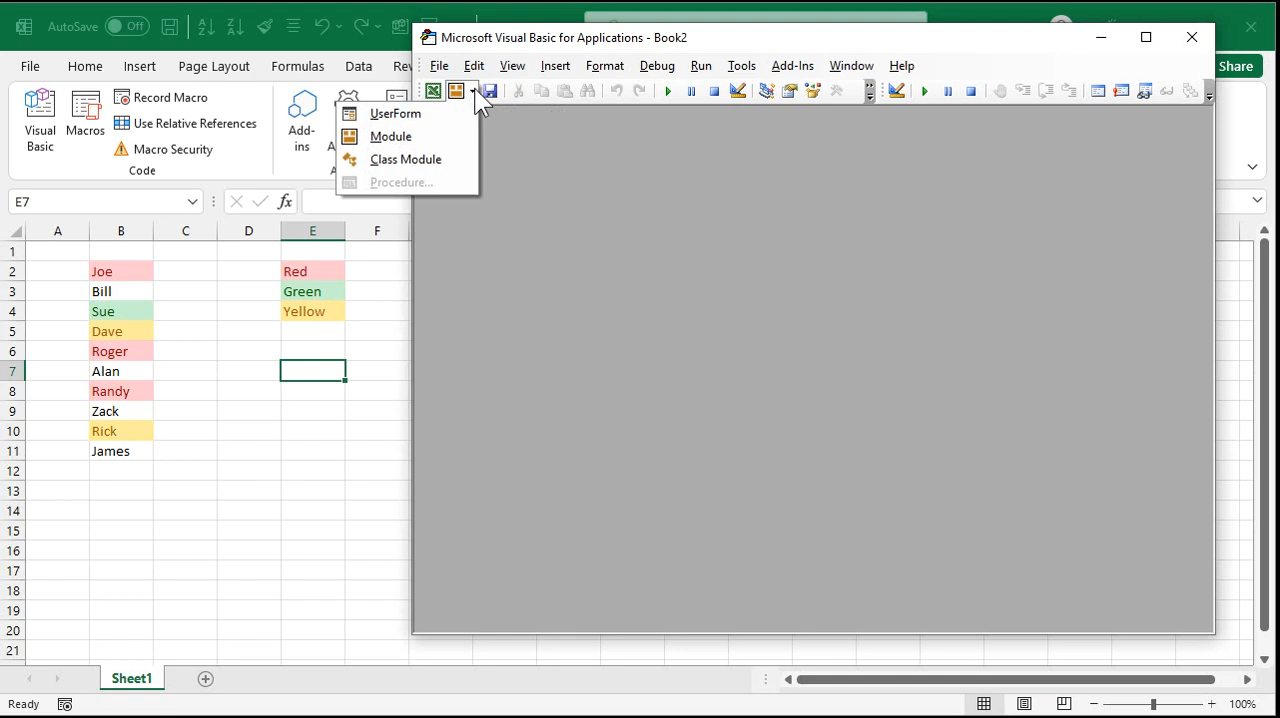 AutoSave Off
Microsoft Visual Basic for Applications - Book2
File Home Insert Page Layout Formulas Data
Share
File Edit View Insert Format Debug Run Tools Add-Ins Window Help
Visual Basic
Macros
Record Macro
Use Relative References
Macro Security
Code
Add-ins
UserForm
Module
Class Module
Procedure...
E7
fx
A B C D E F
1
2 Joe Red
3 Bill Green
4 Sue Yellow
5 Dave
6 Roger
7 Alan
8 Randy
9 Zack
10 Rick
11 James
12
13
14
15
16
17
18
19
20
21
Sheet1
Ready
100%